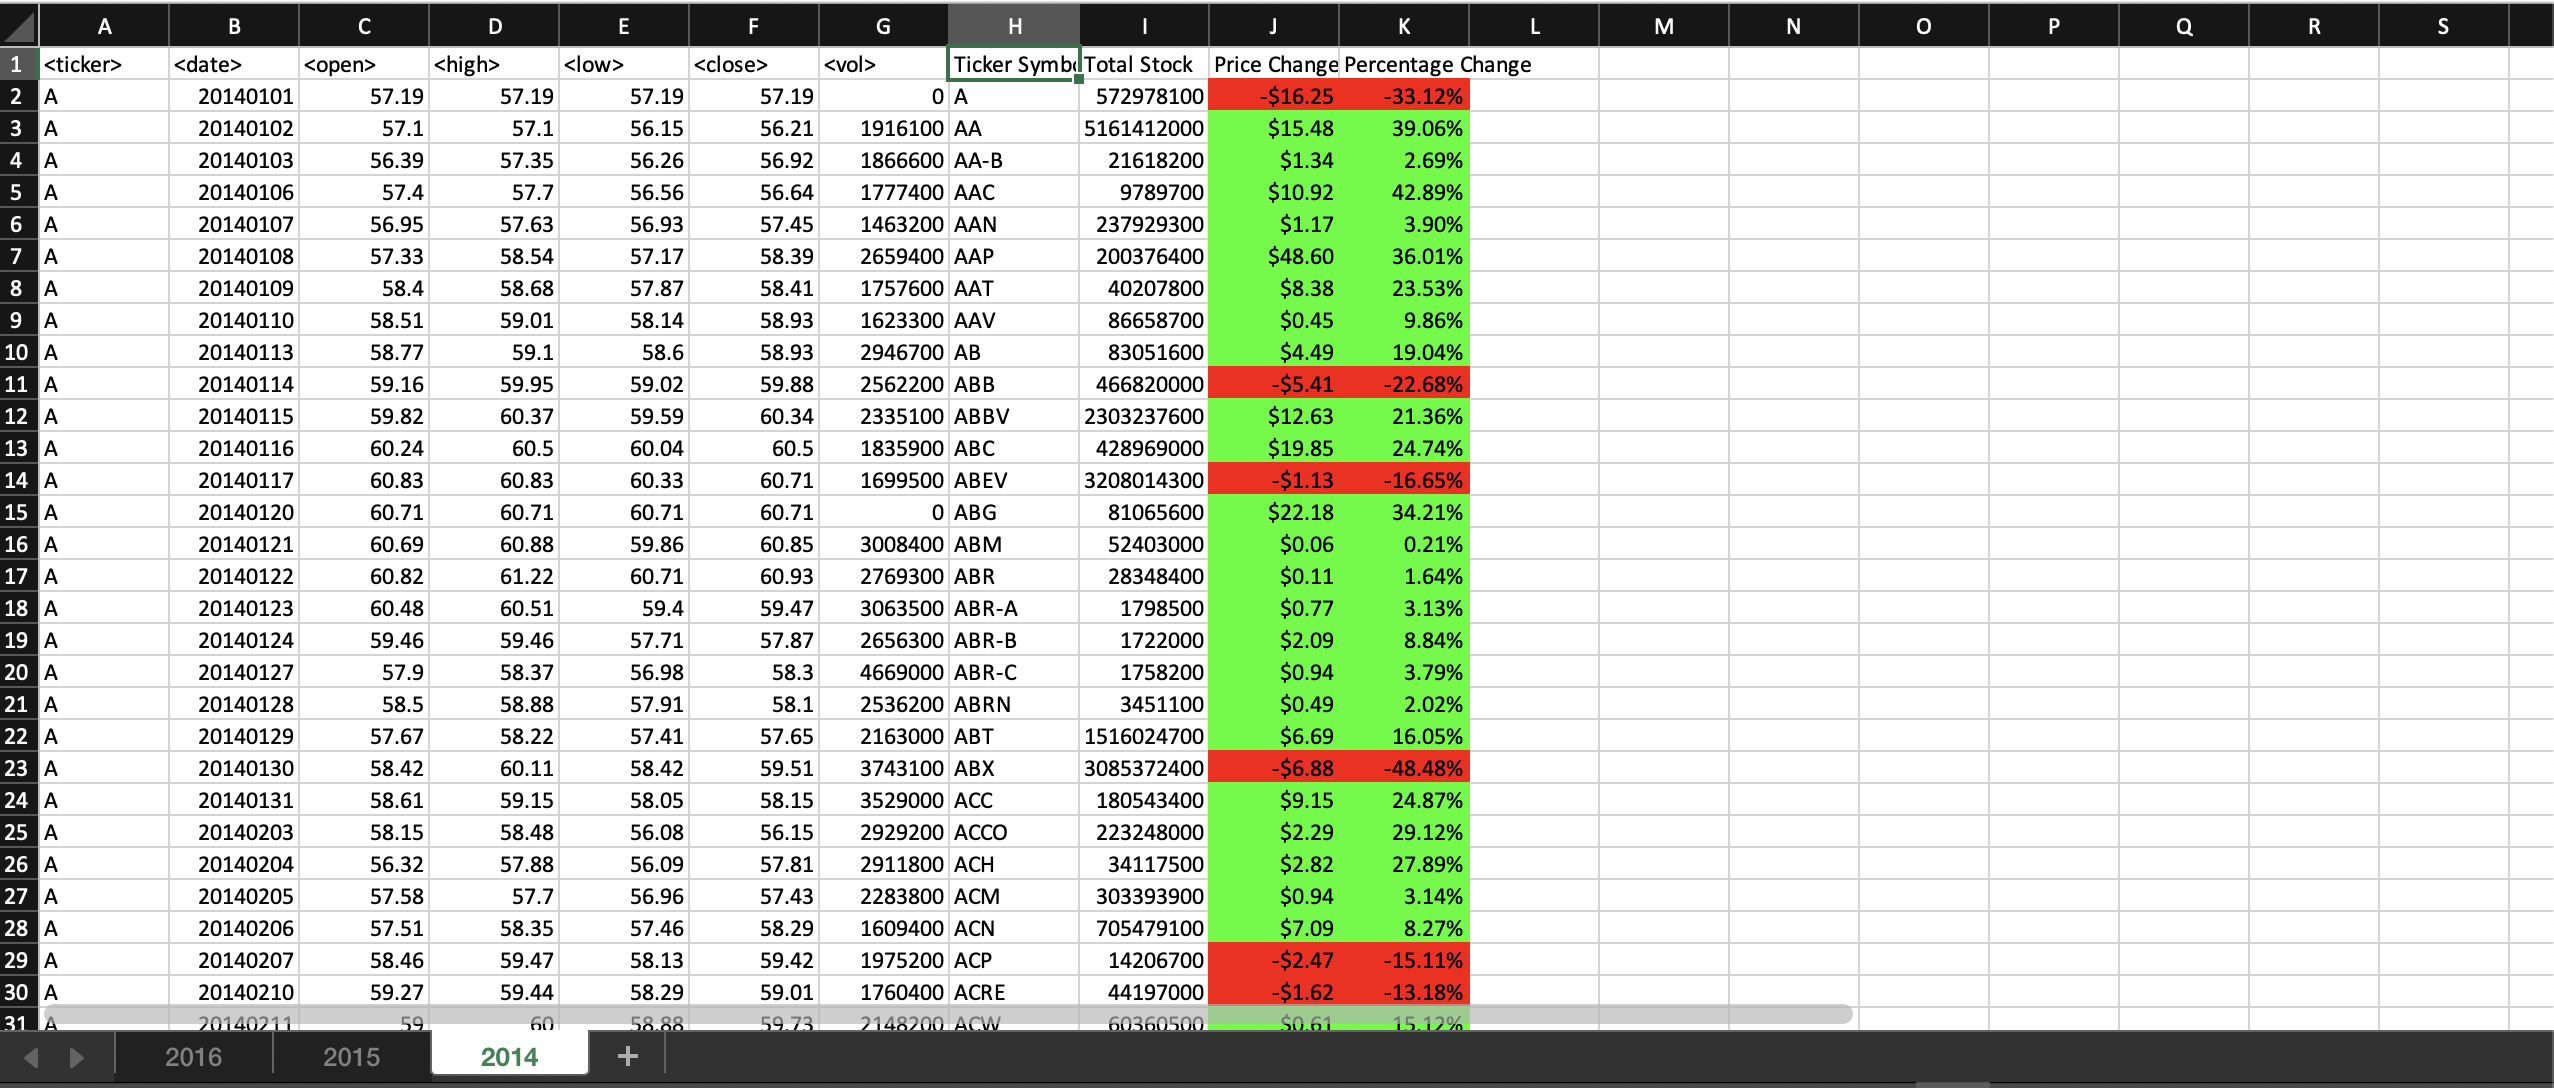 A B C D E F G H I J K L M N O P Q R S
1 <ticker> <date> <open> <high> <low> <close> <vol> Ticker Symbo Total Stock Price Change Percentage Change
2 A 20140101 57.19 57.19 57.19 57.19 0 A 572978100 -$16.25 -33.12%
3 A 20140102 57.1 57.1 56.15 56.21 1916100 AA 5161412000 $15.48 39.06%
4 A 20140103 56.39 57.35 56.26 56.92 1866600 AA-B 21618200 $1.34 2.69%
5 A 20140106 57.4 57.7 56.56 56.64 1777400 AAC 9789700 $10.92 42.89%
6 A 20140107 56.95 57.63 56.93 57.45 1463200 AAN 237929300 $1.17 3.90%
7 A 20140108 57.33 58.54 57.17 58.39 2659400 AAP 200376400 $48.60 36.01%
8 A 20140109 58.4 58.68 57.87 58.41 1757600 AAT 40207800 $8.38 23.53%
9 A 20140110 58.51 59.01 58.14 58.93 1623300 AAV 86658700 $0.45 9.86%
10 A 20140113 58.77 59.1 58.6 58.93 2946700 AB 83051600 $4.49 19.04%
11 A 20140114 59.16 59.95 59.02 59.88 2562200 ABB 466820000 -$5.41 -22.68%
12 A 20140115 59.82 60.37 59.59 60.34 2335100 ABBV 2303237600 $12.63 21.36%
13 A 20140116 60.24 60.5 60.04 60.5 1835900 ABC 428969000 $19.85 24.74%
14 A 20140117 60.83 60.83 60.33 60.71 1699500 ABEV 3208014300 -$1.13 -16.65%
15 A 20140120 60.71 60.71 60.71 60.71 0 ABG 81065600 $22.18 34.21%
16 A 20140121 60.69 60.88 59.86 60.85 3008400 ABM 52403000 $0.06 0.21%
17 A 20140122 60.82 61.22 60.71 60.93 2769300 ABR 28348400 $0.11 1.64%
18 A 20140123 60.48 60.51 59.4 59.47 3063500 ABR-A 1798500 $0.77 3.13%
19 A 20140124 59.46 59.46 57.71 57.87 2656300 ABR-B 1722000 $2.09 8.84%
20 A 20140127 57.9 58.37 56.98 58.3 4669000 ABR-C 1758200 $0.94 3.79%
21 A 20140128 58.5 58.88 57.91 58.1 2536200 ABRN 3451100 $0.49 2.02%
22 A 20140129 57.67 58.22 57.41 57.65 2163000 ABT 1516024700 $6.69 16.05%
23 A 20140130 58.42 60.11 58.42 59.51 3743100 ABX 3085372400 -$6.88 -48.48%
24 A 20140131 58.61 59.15 58.05 58.15 3529000 ACC 180543400 $9.15 24.87%
25 A 20140203 58.15 58.48 56.08 56.15 2929200 ACCO 223248000 $2.29 29.12%
26 A 20140204 56.32 57.88 56.09 57.81 2911800 ACH 34117500 $2.82 27.89%
27 A 20140205 57.58 57.7 56.96 57.43 2283800 ACM 303393900 $0.94 3.14%
28 A 20140206 57.51 58.35 57.46 58.29 1609400 ACN 705479100 $7.09 8.27%
29 A 20140207 58.46 59.47 58.13 59.42 1975200 ACP 14206700 -$2.47 -15.11%
30 A 20140210 59.27 59.44 58.29 59.01 1760400 ACRE 44197000 -$1.62 -13.18%
31 A 20140211 59 60 58.88 59.73 2148200 ACW 60360500 $0.61 15.12%
2016 2015 2014 +